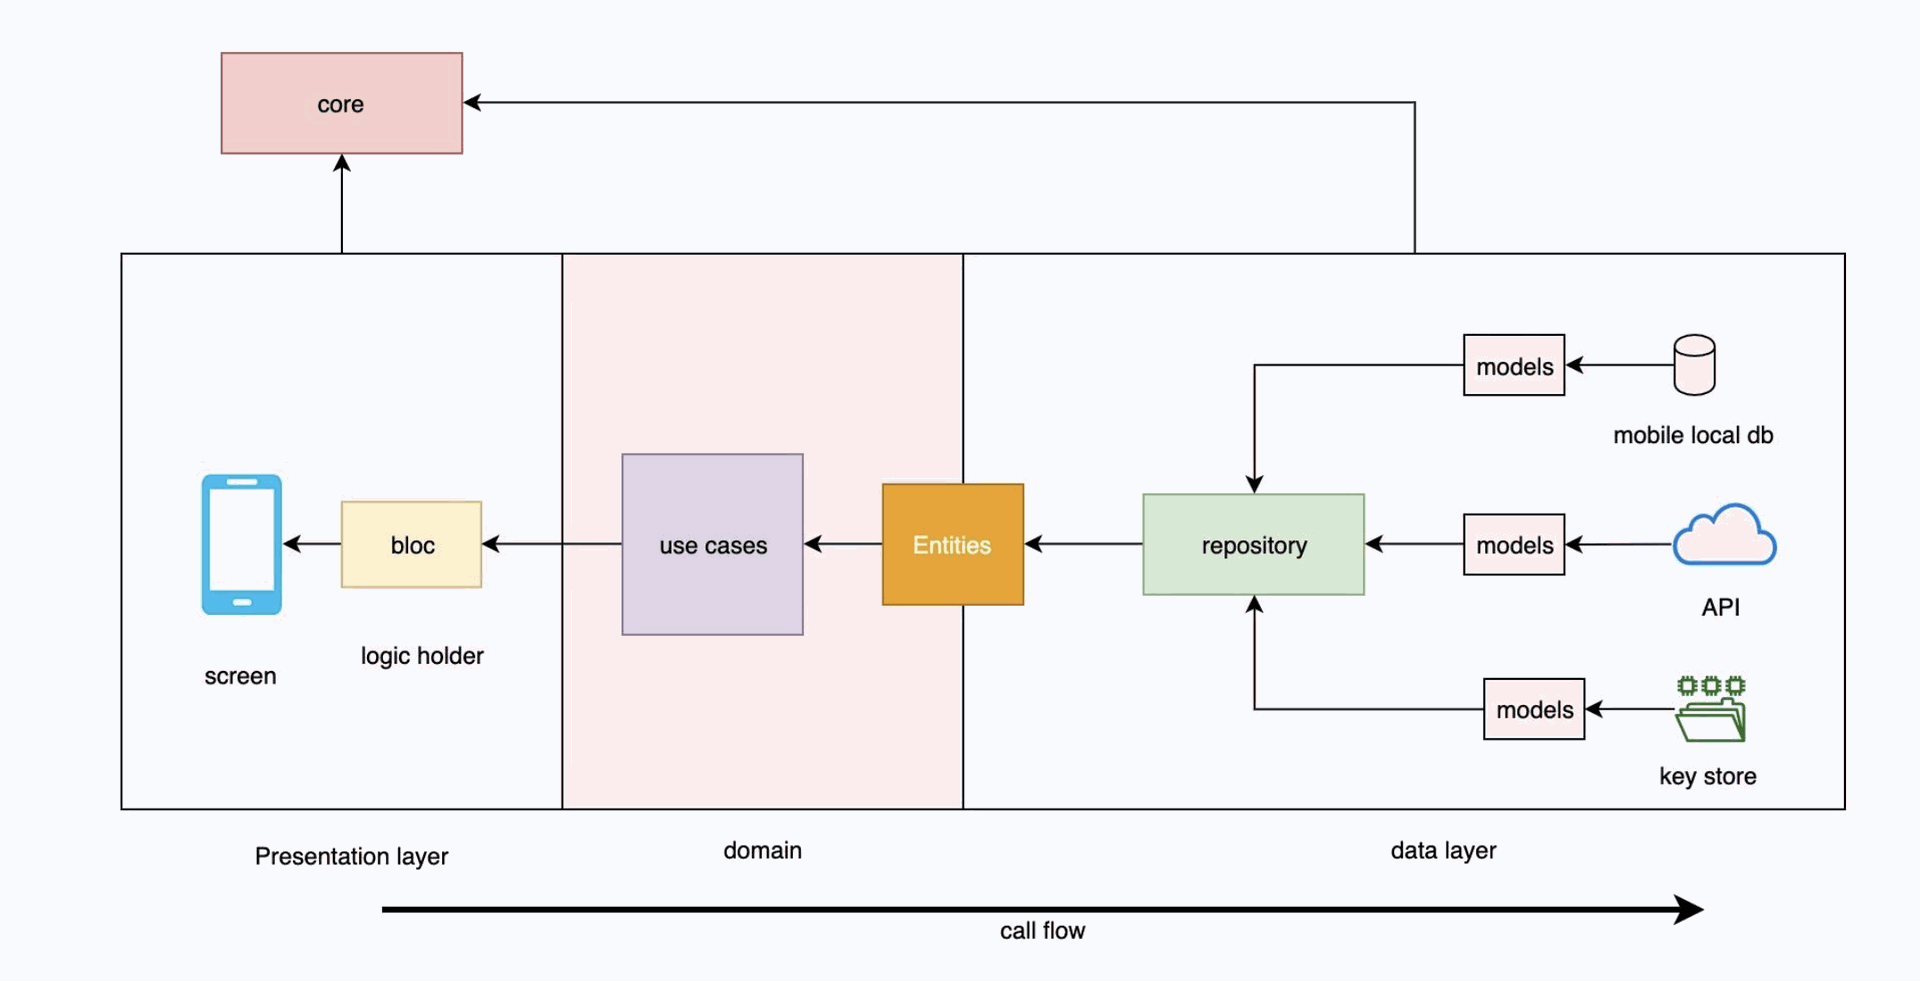 core
models
mobile local db
bloc
use cases
Entities
repository
models
API
logic holder
screen
models
key store
Presentation layer
domain
data layer
call flow